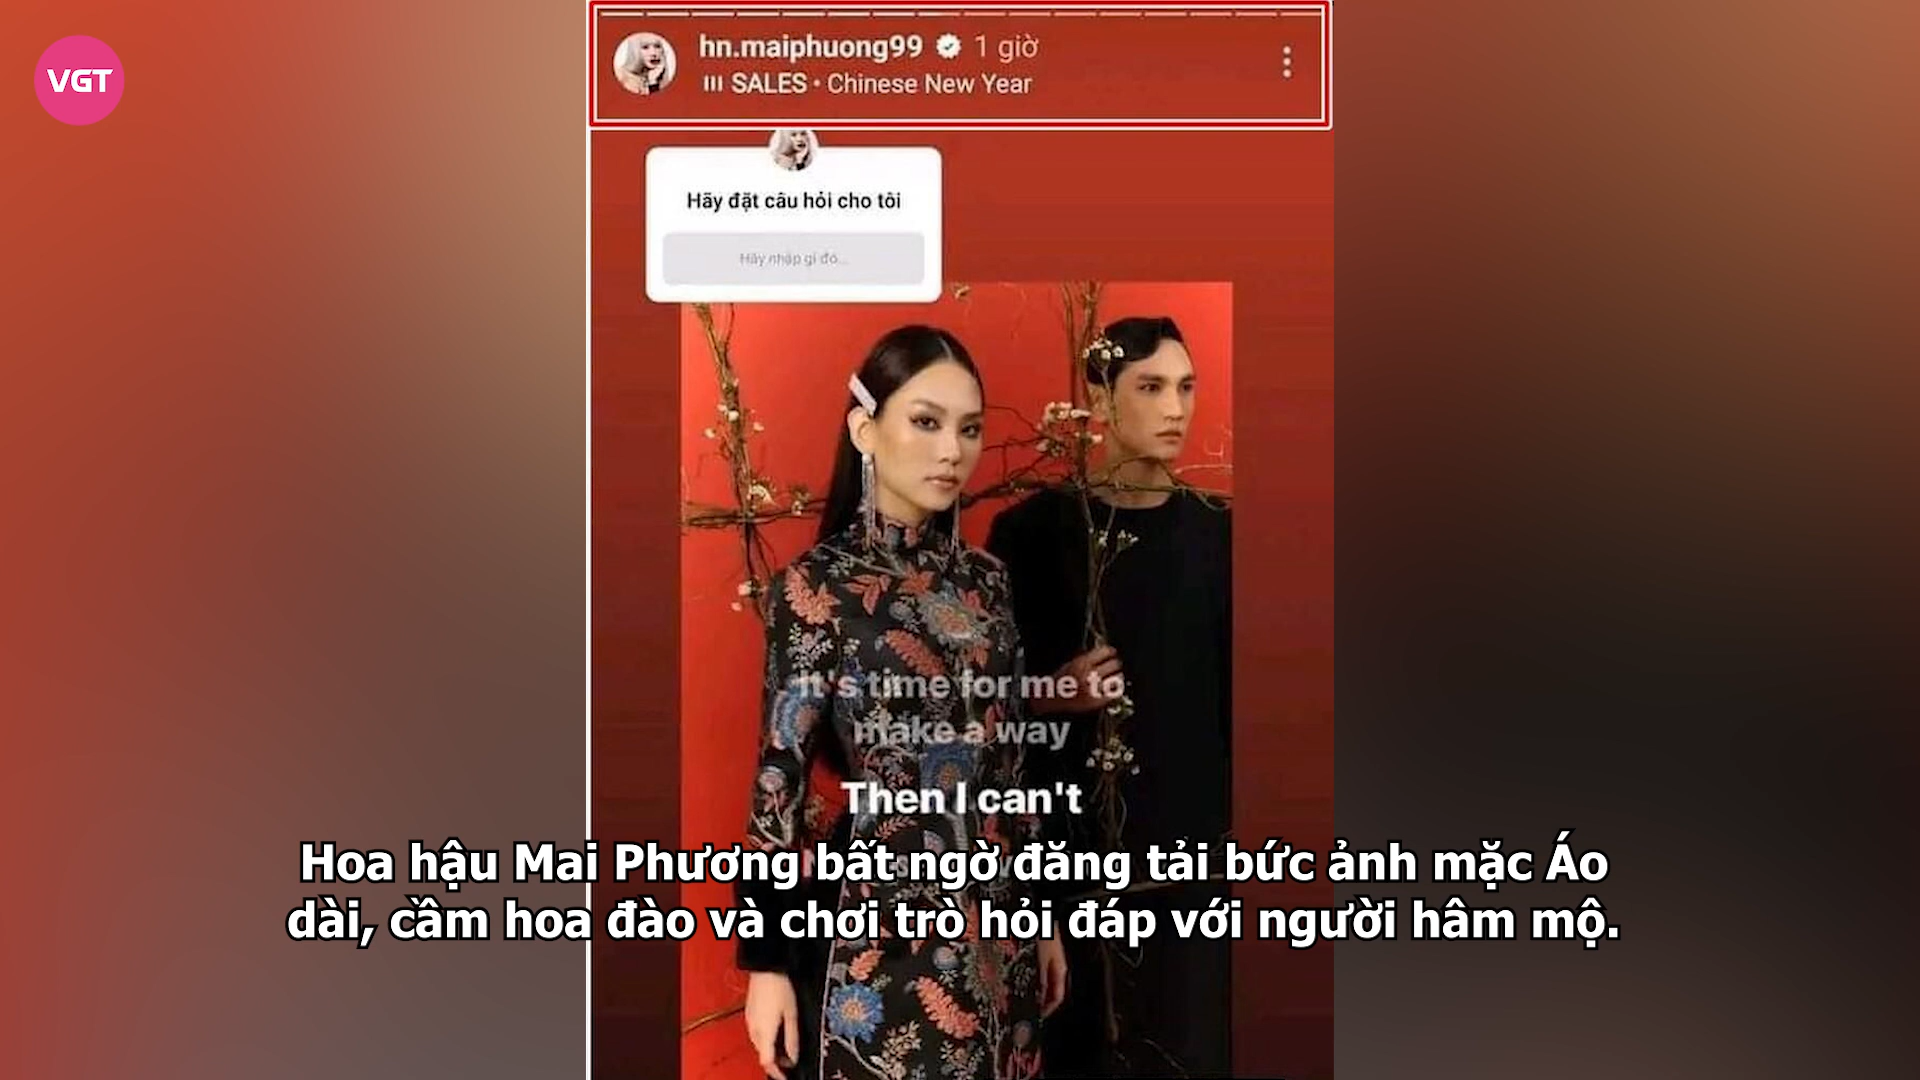 VGT
hn.maiphuong99 1 giờ
SALES • Chinese New Year
Hãy đặt câu hỏi cho tôi
Hãy nhập gì đó...
It's time for me to
make a way
Then I can't
Hoa hậu Mai Phương bất ngờ đăng tải bức ảnh mặc Áo
dài, cầm hoa đào và chơi trò hỏi đáp với người hâm mộ.